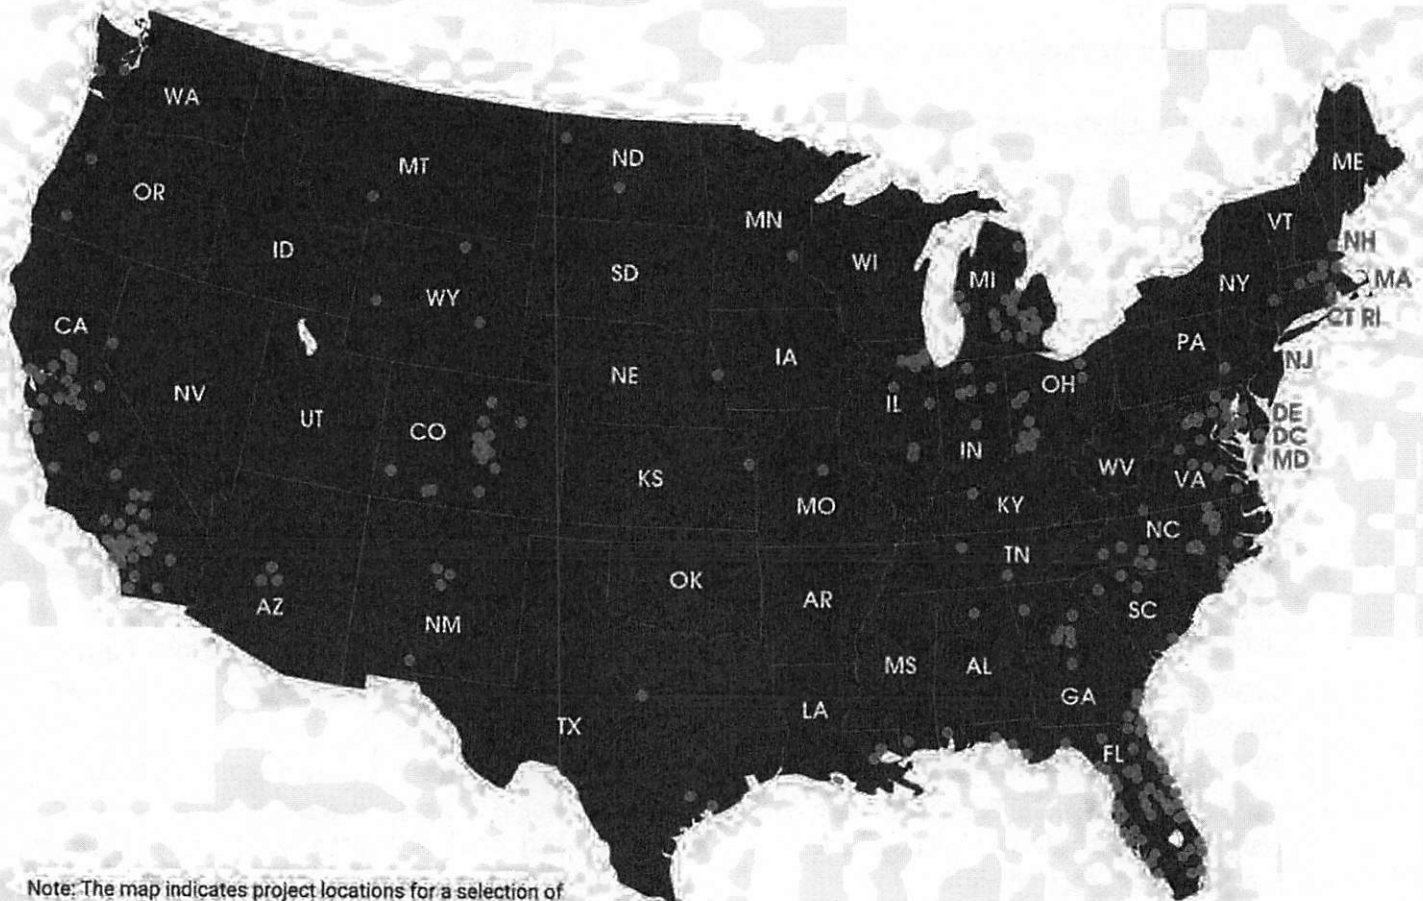 WA
MT
ND
ME
OR
MN
VT
ID
WI
NH
SD
MI
NY
MA
WY
CA
CT RI
PA
IA
NJ
NE
OH
NV
IL
UT
DE
CO
DC
IN
MD
WV
KS
VA
MO
KY
NC
TN
OK
AR
AZ
SC
NM
MS
AL
GA
LA
TX
FL
Note: The map indicates project locations for a selection of